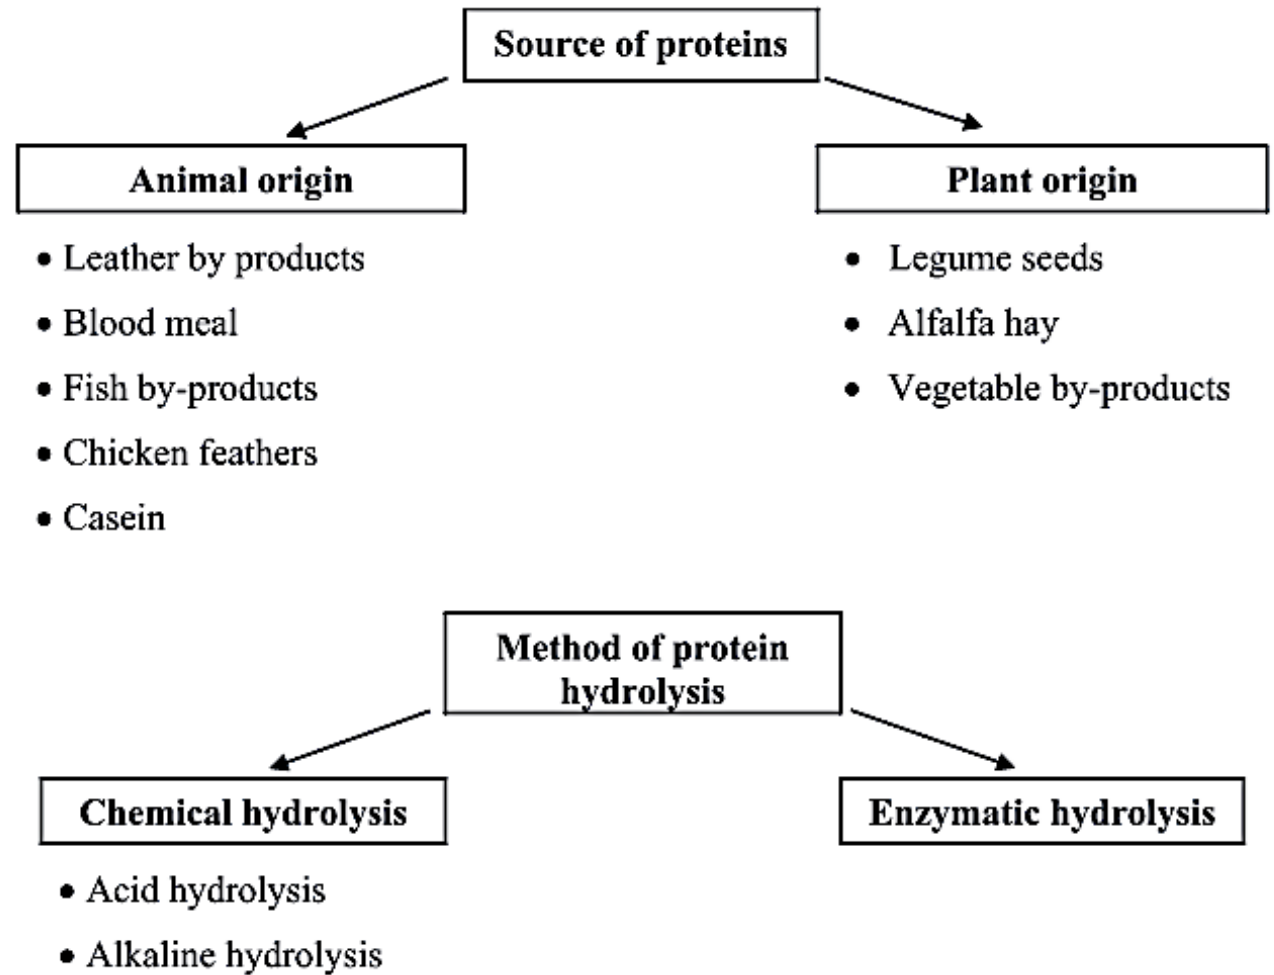 Source of proteins
Animal origin
• Leather by products
• Blood meal
• Fish by-products
• Chicken feathers
• Casein
Plant origin
• Legume seeds
• Alfalfa hay
• Vegetable by-products
Method of protein
hydrolysis
Chemical hydrolysis
• Acid hydrolysis
• Alkaline hydrolysis
Enzymatic hydrolysis